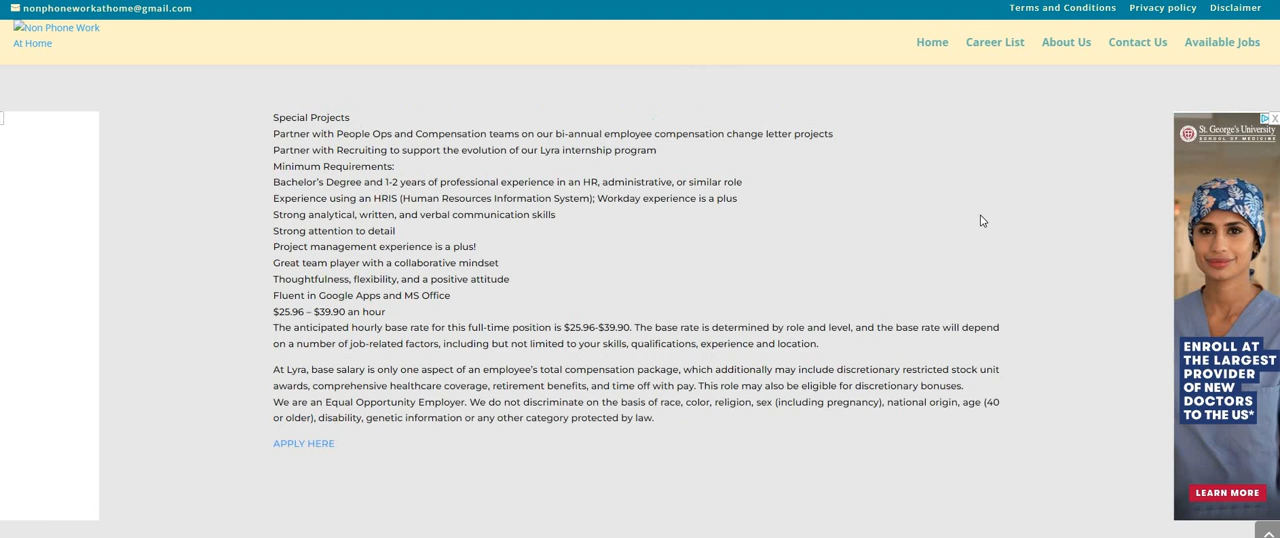 nonphoneworkathome@gmail.com
Terms and Conditions Privacy policy Disclaimer
Non Phone Work
At Home
Home Career List About Us Contact Us Available Jobs
Special Projects
Partner with People Ops and Compensation teams on our bi-annual employee compensation change letter projects
Partner with Recruiting to support the evolution of our Lyra internship program
Minimum Requirements:
Bachelor’s Degree and 1-2 years of professional experience in an HR, administrative, or similar role
Experience using an HRIS (Human Resources Information System); Workday experience is a plus
Strong analytical, written, and verbal communication skills
Strong attention to detail
Project management experience is a plus!
Great team player with a collaborative mindset
Thoughtfulness, flexibility, and a positive attitude
Fluent in Google Apps and MS Office
$25.96 – $39.90 an hour
The anticipated hourly base rate for this full-time position is $25.96-$39.90. The base rate is determined by role and level, and the base rate will depend
on a number of job-related factors, including but not limited to your skills, qualifications, experience and location.
At Lyra, base salary is only one aspect of an employee’s total compensation package, which additionally may include discretionary restricted stock unit
awards, comprehensive healthcare coverage, retirement benefits, and time off with pay. This role may also be eligible for discretionary bonuses.
We are an Equal Opportunity Employer. We do not discriminate on the basis of race, color, religion, sex (including pregnancy), national origin, age (40
or older), disability, genetic information or any other category protected by law.
APPLY HERE
St. George's University
SCHOOL OF MEDICINE
ENROLL AT
THE LARGEST
PROVIDER
OF NEW
DOCTORS
TO THE US*
LEARN MORE